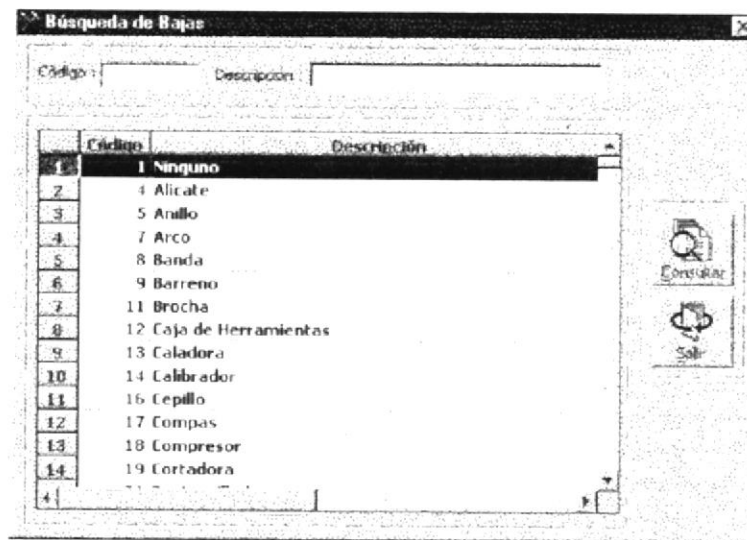 Búsqueda de Bajas
Código : Descripción :
Código Descripción
1 1 Ninguno
2 4 Alicate
3 5 Anillo
4 7 Arco
5 8 Banda
6 9 Barreno
7 11 Brocha
8 12 Caja de Herramientas
9 13 Caladora
10 14 Calibrador
11 16 Cepillo
12 17 Compas
13 18 Compresor
14 19 Cortadora
Consultar
Salir